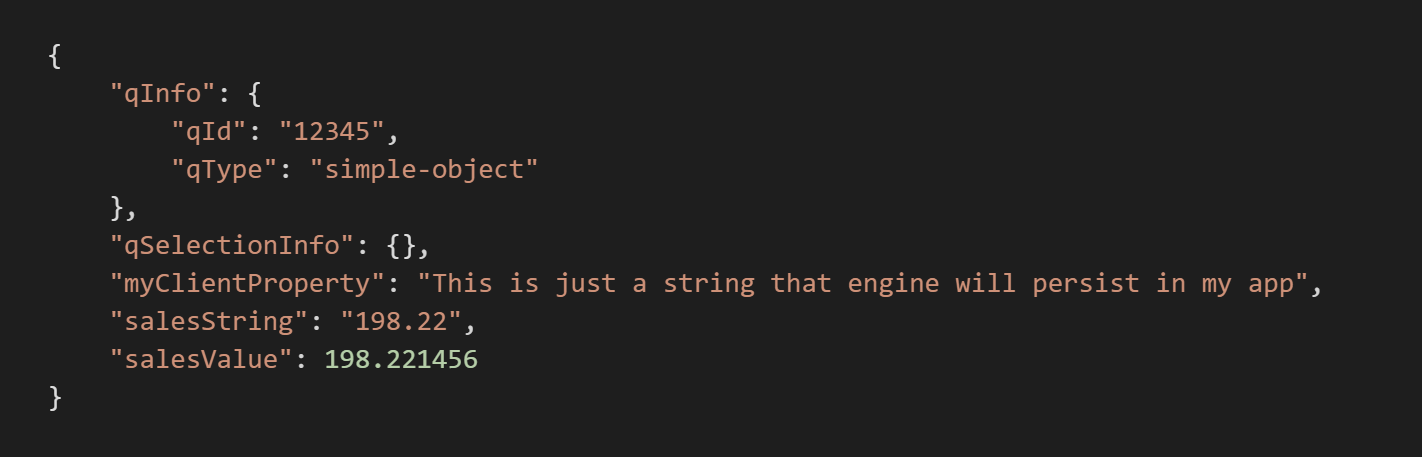 {
    "qInfo": {
        "qId": "12345",
        "qType": "simple-object"
    },
    "qSelectionInfo": {},
    "myClientProperty": "This is just a string that engine will persist in my app",
    "salesString": "198.22",
    "salesValue": 198.221456
}